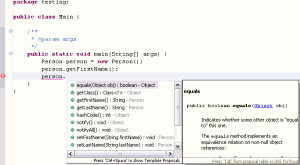 package testing;
public class Main {
/**
* @param args
*/
public static void main(String[] args) {
Person person = new Person();
person.getFirstName();
person.
equals(Object obj) : boolean - Object
getClass() : Class<?> - Object
getFirstName() : String - Person
getLastName() : String - Person
hashCode() : int - Object
notify() : void - Object
notifyAll() : void - Object
setFirstName(String firstName) : void - Person
setLastName(String lastName) : void - Person
Press 'Ctrl+Space' to show Template Proposals
equals
public boolean equals(Object obj)
Indicates whether some other object is "equal
to" this one.
The equals method implements an
equivalence relation on non-null object
references:
Press 'Tab' from proposal table or click for focus